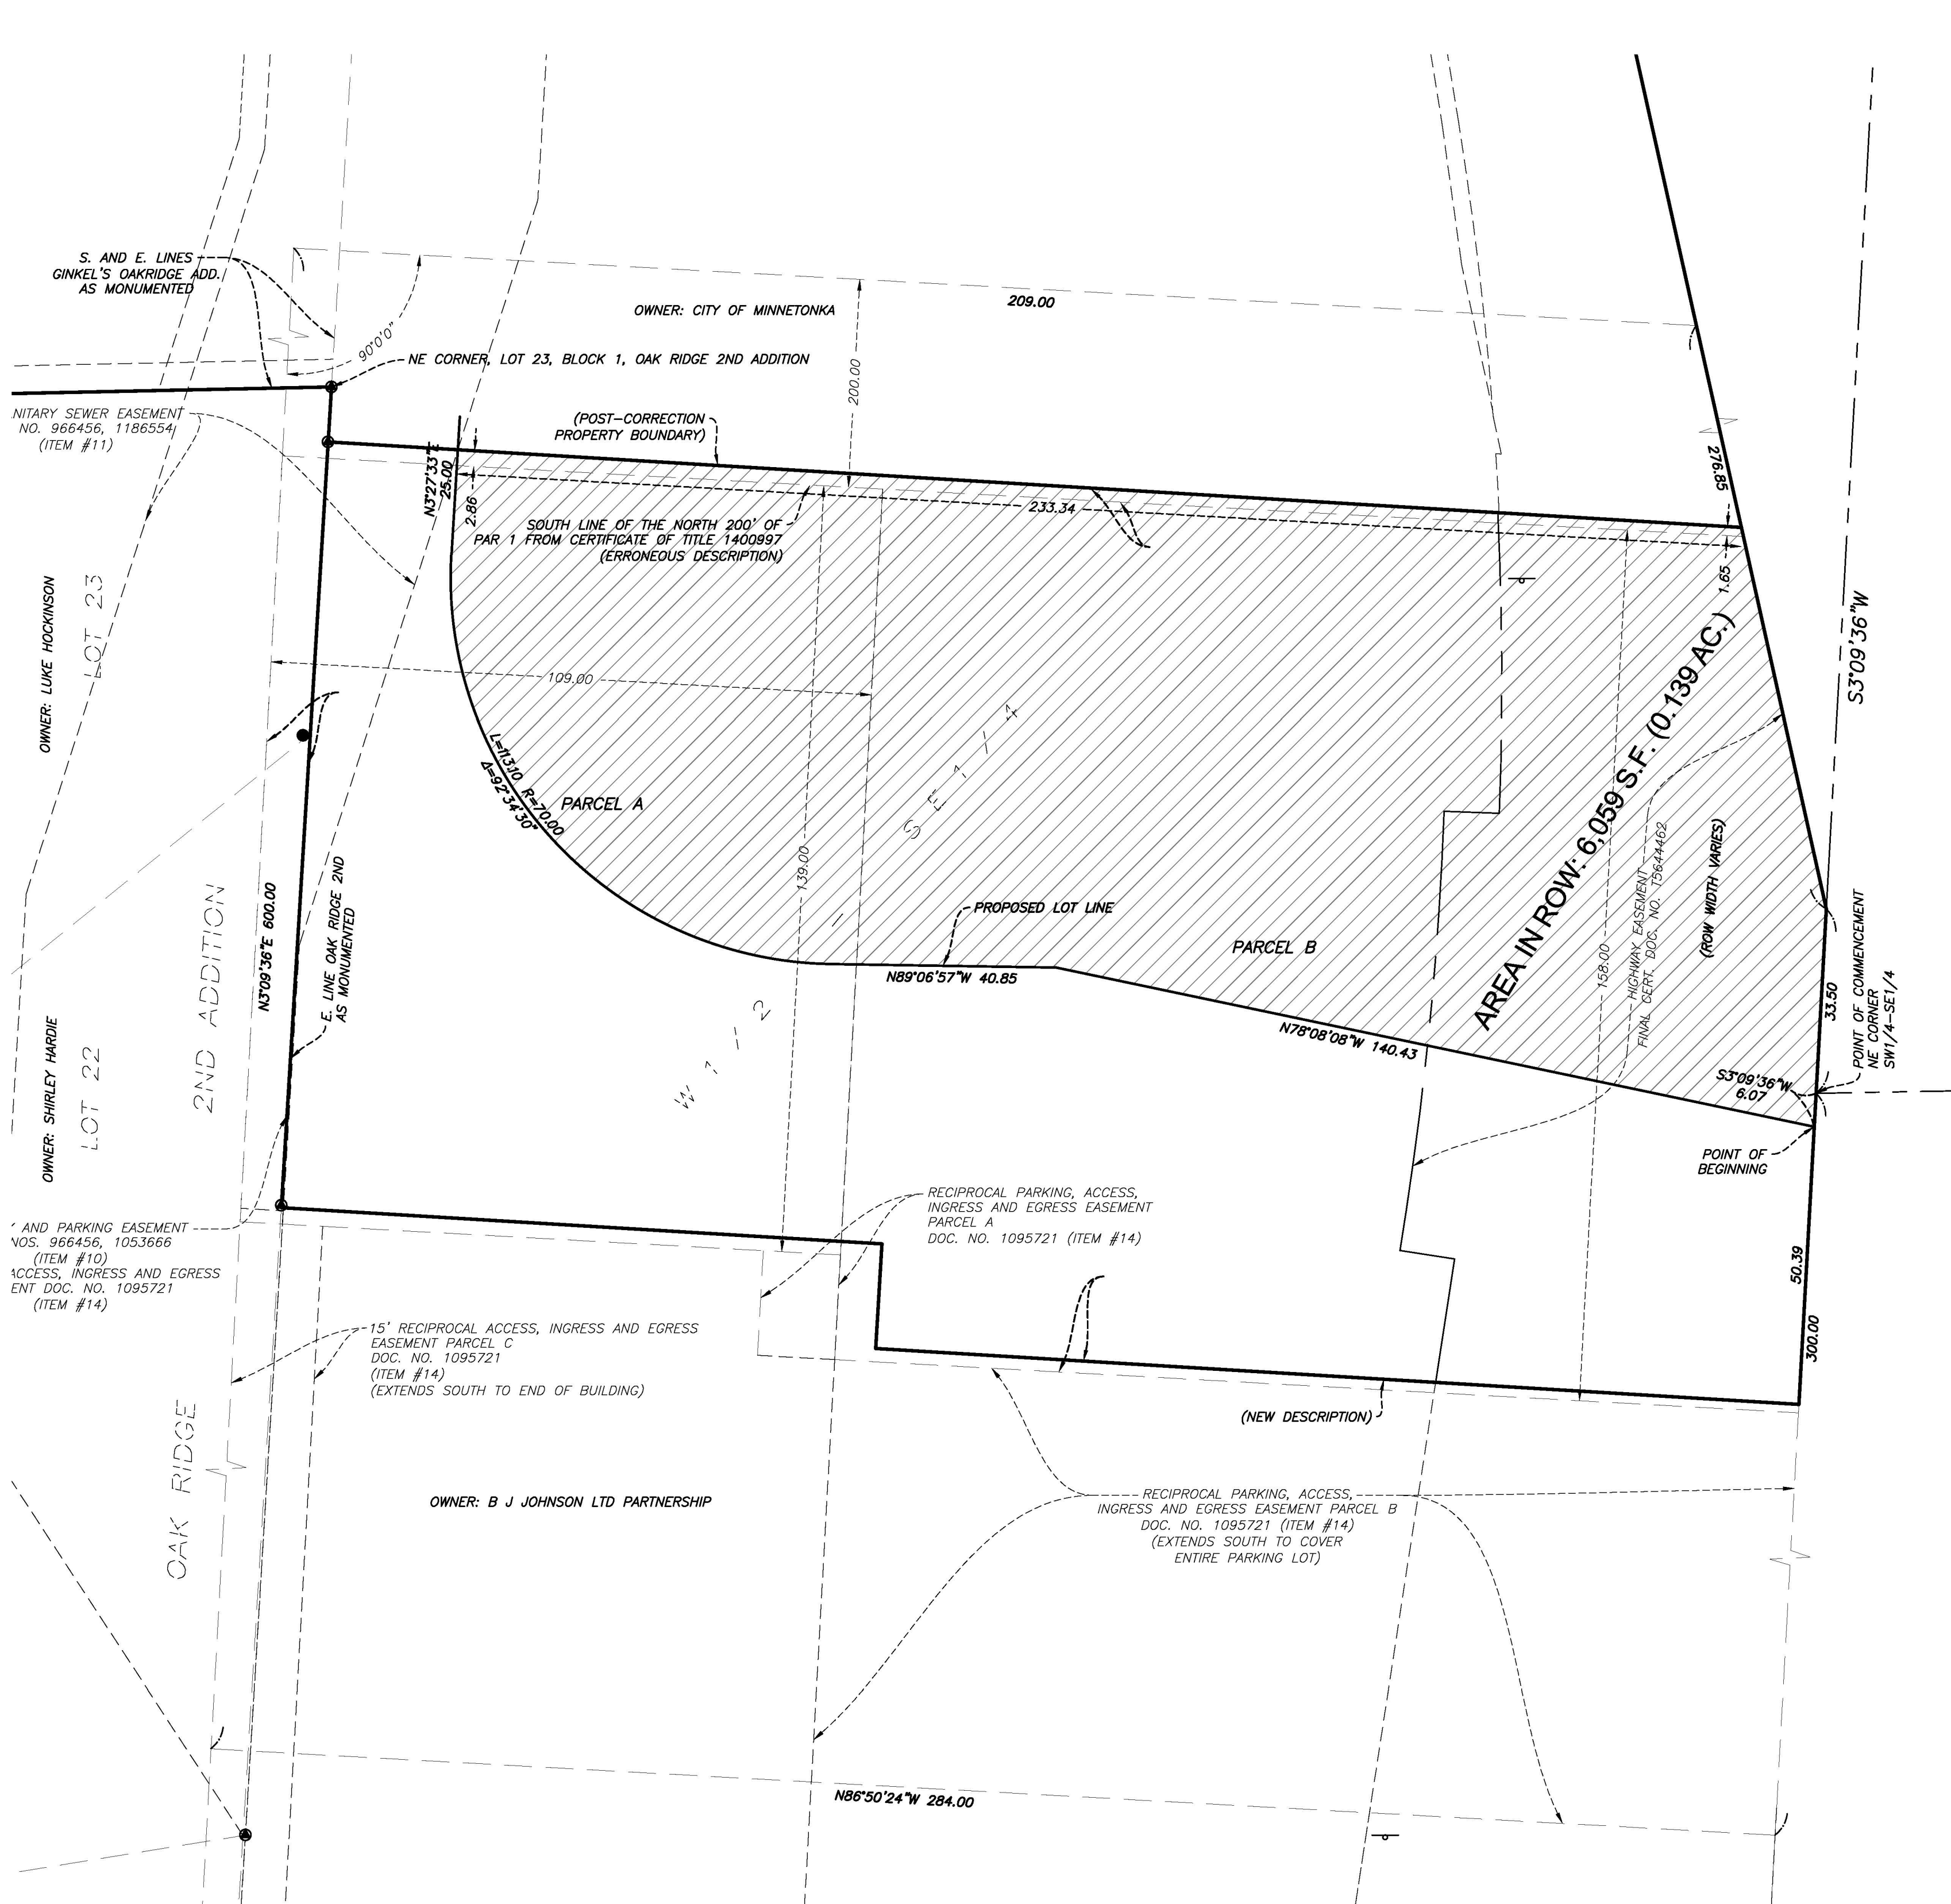 S. AND E. LINES
GINKEL'S OAKRIDGE ADD.
AS MONUMENTED
90°0'0"
OWNER: CITY OF MINNETONKA
209.00
200.00
NE CORNER, LOT 23, BLOCK 1, OAK RIDGE 2ND ADDITION
NITARY SEWER EASEMENT
NO. 966456, 1186554
(ITEM #11)
(POST-CORRECTION
PROPERTY BOUNDARY)
N3°27'33"E
25.00
2.86
SOUTH LINE OF THE NORTH 200' OF
PAR 1 FROM CERTIFICATE OF TITLE 1400997
(ERRONEOUS DESCRIPTION)
233.34
276.85
1.65
S3°09'36"W
OWNER: LUKE HOCKINSON
LOT 23
109.00
L=113.10 R=70.00
Δ=92°34'30"
PARCEL A
139.00
W 1-2 - SE1-4
PROPOSED LOT LINE
N89°06'57"W 40.85
PARCEL B
N78°08'08"W 140.43
AREA IN ROW: 6,059 S.F. (0.139 AC.)
158.00
HIGHWAY EASEMENT
FINAL CERT. DOC. NO. T5644462
(ROW WIDTH VARIES)
33.50
POINT OF COMMENCEMENT
NE CORNER
SW1/4-SE1/4
S3°09'36"W
6.07
POINT OF
BEGINNING
N3°09'36"E 600.00
E. LINE OAK RIDGE 2ND
AS MONUMENTED
2ND ADDITION
OWNER: SHIRLEY HARDIE
LOT 22
RECIPROCAL PARKING, ACCESS,
INGRESS AND EGRESS EASEMENT
PARCEL A
DOC. NO. 1095721 (ITEM #14)
AND PARKING EASEMENT
NOS. 966456, 1053666
(ITEM #10)
ACCESS, INGRESS AND EGRESS
ENT DOC. NO. 1095721
(ITEM #14)
50.39
300.00
15' RECIPROCAL ACCESS, INGRESS AND EGRESS
EASEMENT PARCEL C
DOC. NO. 1095721
(ITEM #14)
(EXTENDS SOUTH TO END OF BUILDING)
(NEW DESCRIPTION)
OAK RIDGE
OWNER: B J JOHNSON LTD PARTNERSHIP
RECIPROCAL PARKING, ACCESS,
INGRESS AND EGRESS EASEMENT PARCEL B
DOC. NO. 1095721 (ITEM #14)
(EXTENDS SOUTH TO COVER
ENTIRE PARKING LOT)
N86°50'24"W 284.00